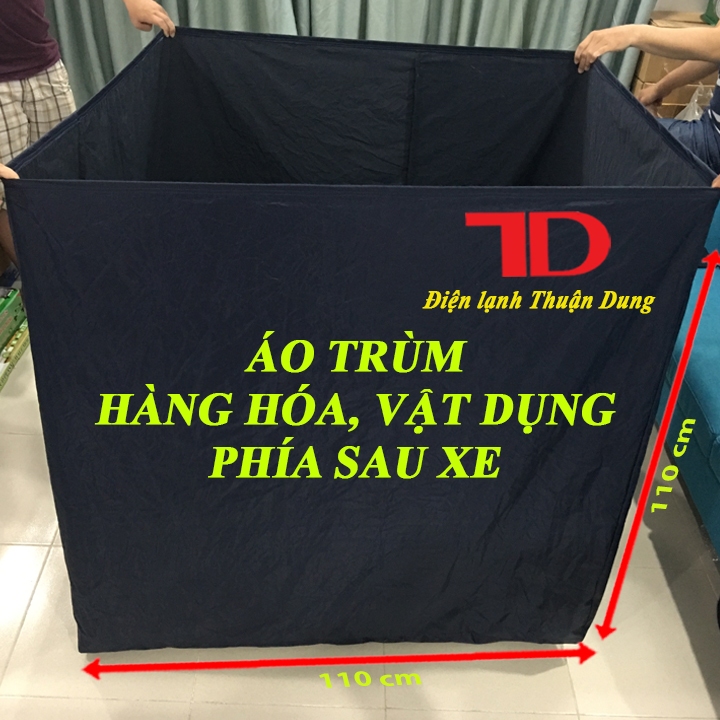 TD
Điện lạnh Thuận Dung
ÁO TRÙM
HÀNG HÓA, VẬT DỤNG
PHÍA SAU XE
110 cm
110 cm